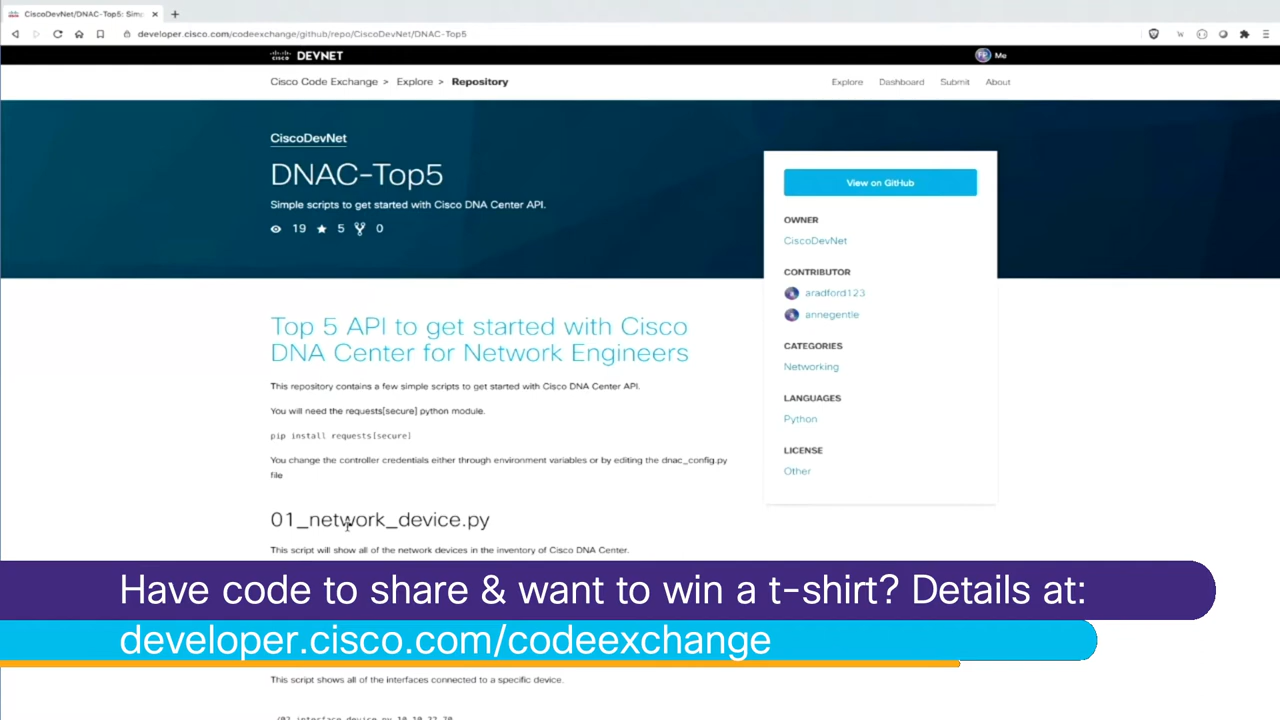 CiscoDevNet/DNAC-Top5: Sim
developer.cisco.com/codeexchange/github/repo/CiscoDevNet/DNAC-Top5
CISCO DEVNET
Me
Cisco Code Exchange > Explore > Repository
Explore Dashboard Submit About
CiscoDevNet
DNAC-Top5
Simple scripts to get started with Cisco DNA Center API.
19 5 0
View on GitHub
OWNER
CiscoDevNet
CONTRIBUTOR
aradford123
annegentle
CATEGORIES
Networking
LANGUAGES
Python
LICENSE
Other
Top 5 API to get started with Cisco
DNA Center for Network Engineers
This repository contains a few simple scripts to get started with Cisco DNA Center API.
You will need the requests[secure] python module.
pip install requests[secure]
You change the controller credentials either through environment variables or by editing the dnac_config.py
file
01_network_device.py
This script will show all of the network devices in the inventory of Cisco DNA Center.
Have code to share & want to win a t-shirt? Details at:
developer.cisco.com/codeexchange
This script shows all of the interfaces connected to a specific device.